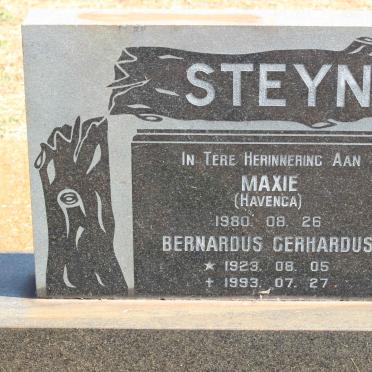 STEYN
IN TERE HERINNERING AAN
MAXIE
(HAVENGA)
1980. 08. 26
BERNARDUS GERHARDUS
★ 1923. 08. 05
✝ 1993. 07. 27